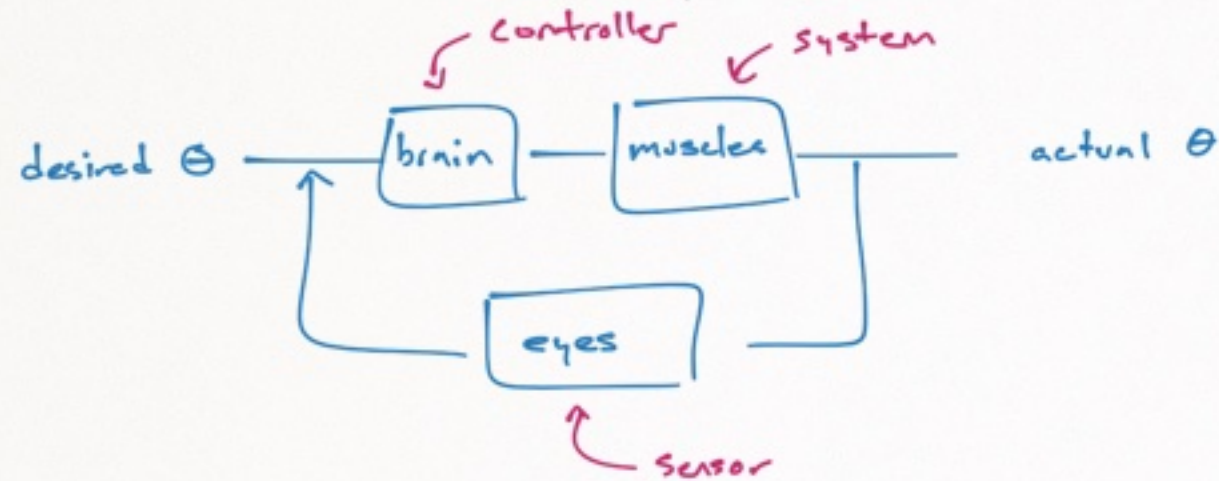 controller
system
desired θ
brain
muscles
actual θ
eyes
sensor